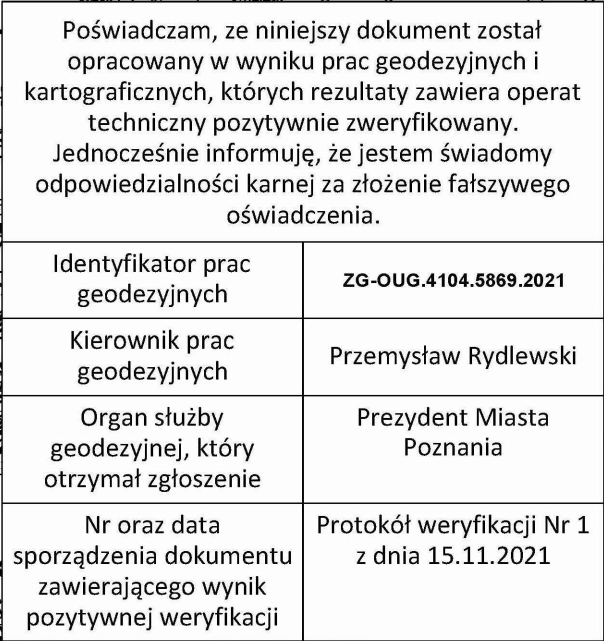 Poświadczam, ze niniejszy dokument został
opracowany w wyniku prac geodezyjnych i
kartograficznych, których rezultaty zawiera operat
techniczny pozytywnie zweryfikowany.
Jednocześnie informuję, że jestem świadomy
odpowiedzialności karnej za złożenie fałszywego
oświadczenia.
Identyfikator prac
geodezyjnych
ZG-OUG.4104.5869.2021
Kierownik prac
geodezyjnych
Przemysław Rydlewski
Organ służby
geodezyjnej, który
otrzymał zgłoszenie
Prezydent Miasta
Poznania
Nr oraz data
sporządzenia dokumentu
zawierającego wynik
pozytywnej weryfikacji
Protokół weryfikacji Nr 1
z dnia 15.11.2021